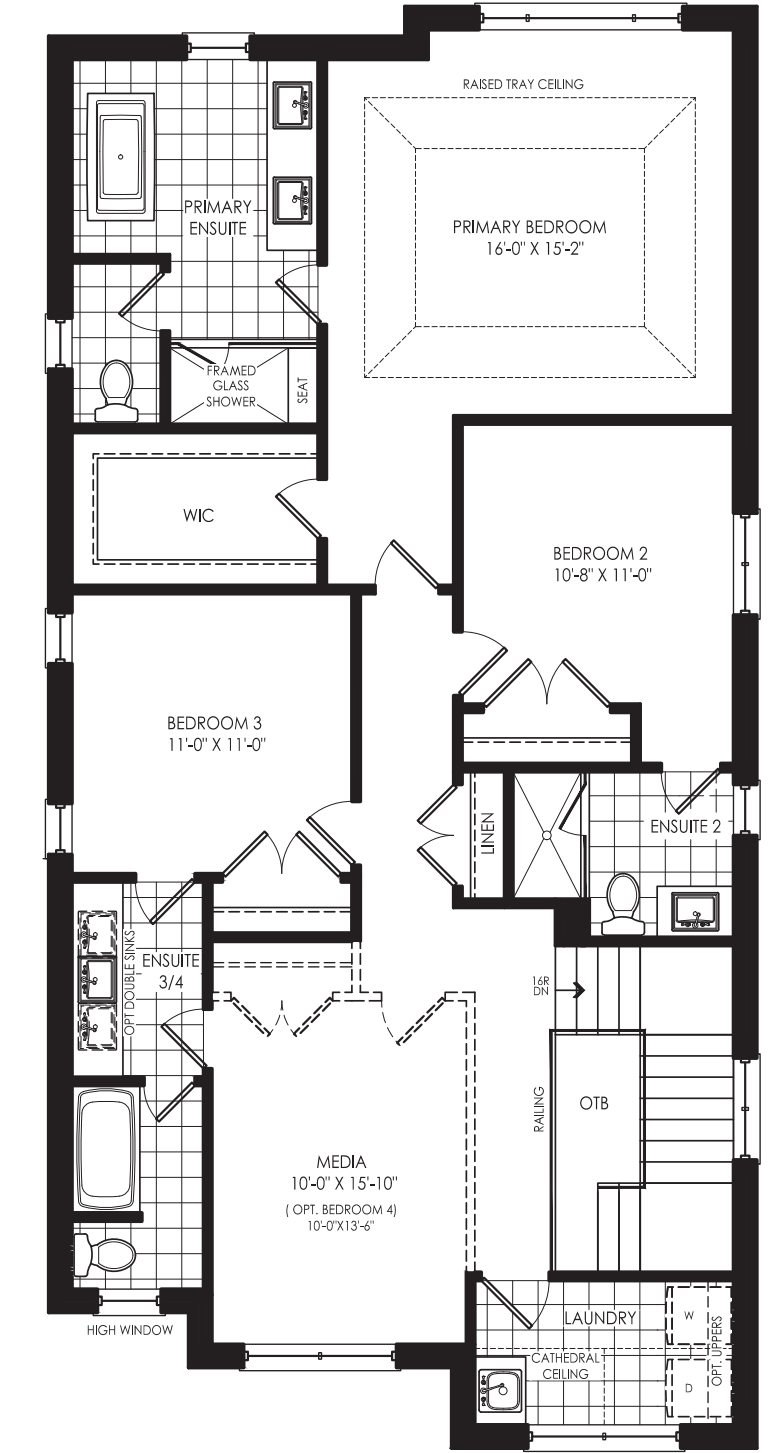 RAISED TRAY CEILING
PRIMARY
ENSUITE
PRIMARY BEDROOM
16'-0" X 15'-2"
FRAMED
GLASS
SHOWER
SEAT
WIC
BEDROOM 2
10'-8" X 11'-0"
BEDROOM 3
11'-0" X 11'-0"
LINEN
ENSUITE 2
OPT DOUBLE SINKS
ENSUITE
3/4
16R
DN
RAILING
OTB
MEDIA
10'-0" X 15'-10"
( OPT. BEDROOM 4)
10'-0"X13'-6"
HIGH WINDOW
LAUNDRY
W
OPT. UPPERS
CATHEDRAL
CEILING
D